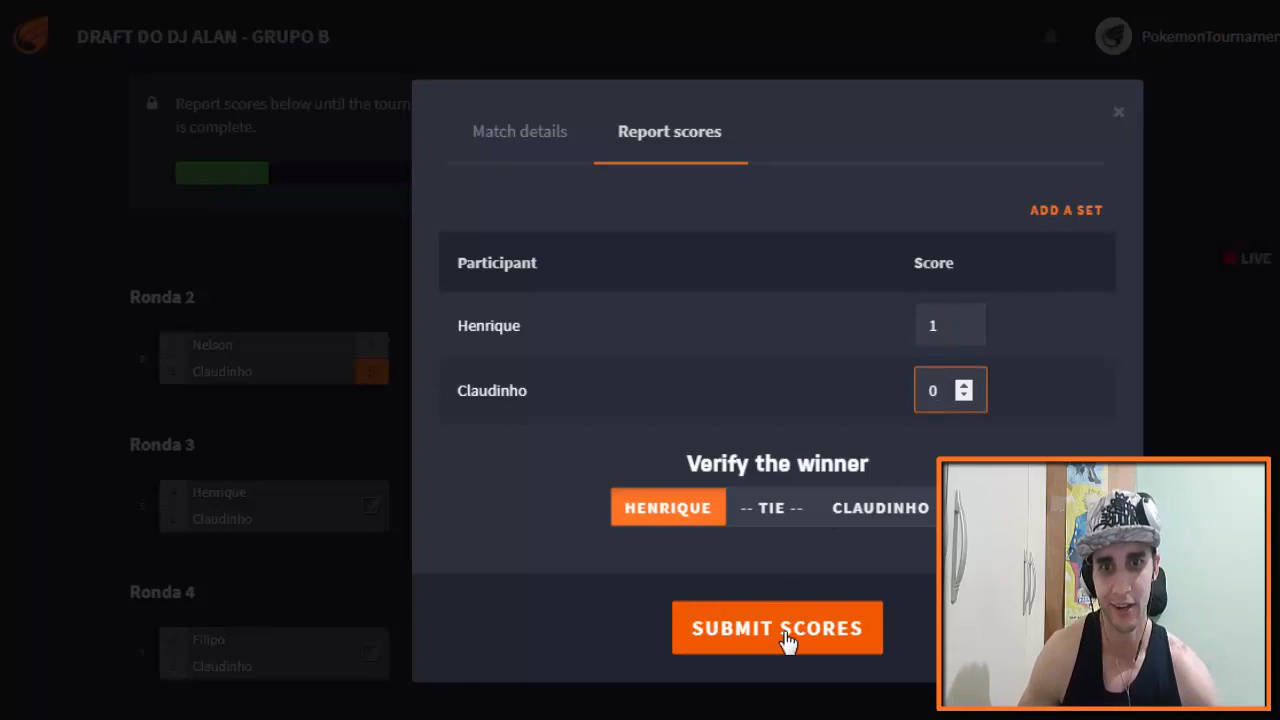 DRAFT DO DJ ALAN - GRUPO B
PokemonTournamen
Report scores below until the tourn
is complete.
Match details
Report scores
ADD A SET
Participant
Score
LIVE
Henrique
1
Claudinho
0
Ronda 2
Nelson
Claudinho
Ronda 3
Henrique
Claudinho
Ronda 4
Filipo
Claudinho
Verify the winner
HENRIQUE
-- TIE --
CLAUDINHO
SUBMIT SCORES